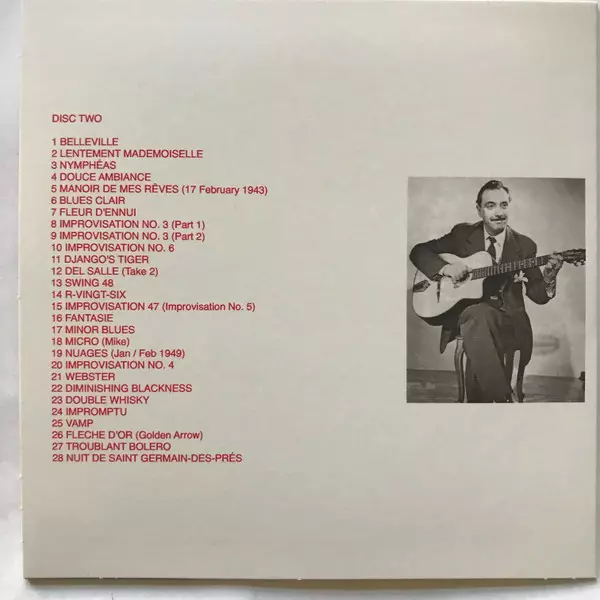 DISC TWO
1 BELLEVILLE
2 LENTEMENT MADEMOISELLE
3 NYMPHÉAS
4 DOUCE AMBIANCE
5 MANOIR DE MES RÊVES (17 February 1943)
6 BLUES CLAIR
7 FLEUR D'ENNUI
8 IMPROVISATION NO. 3 (Part 1)
9 IMPROVISATION NO. 3 (Part 2)
10 IMPROVISATION NO. 6
11 DJANGO'S TIGER
12 DEL SALLE (Take 2)
13 SWING 48
14 R-VINGT-SIX
15 IMPROVISATION 47 (Improvisation No. 5)
16 FANTASIE
17 MINOR BLUES
18 MICRO (Mike)
19 NUAGES (Jan / Feb 1949)
20 IMPROVISATION NO. 4
21 WEBSTER
22 DIMINISHING BLACKNESS
23 DOUBLE WHISKY
24 IMPROMPTU
25 VAMP
26 FLECHE D'OR (Golden Arrow)
27 TROUBLANT BOLERO
28 NUIT DE SAINT GERMAIN-DES-PRÉS